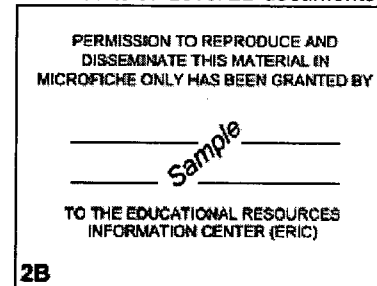 PERMISSION TO REPRODUCE AND
DISSEMINATE THIS MATERIAL IN
MICROFICHE ONLY HAS BEEN GRANTED BY
Sample
TO THE EDUCATIONAL RESOURCES
INFORMATION CENTER (ERIC)
2B